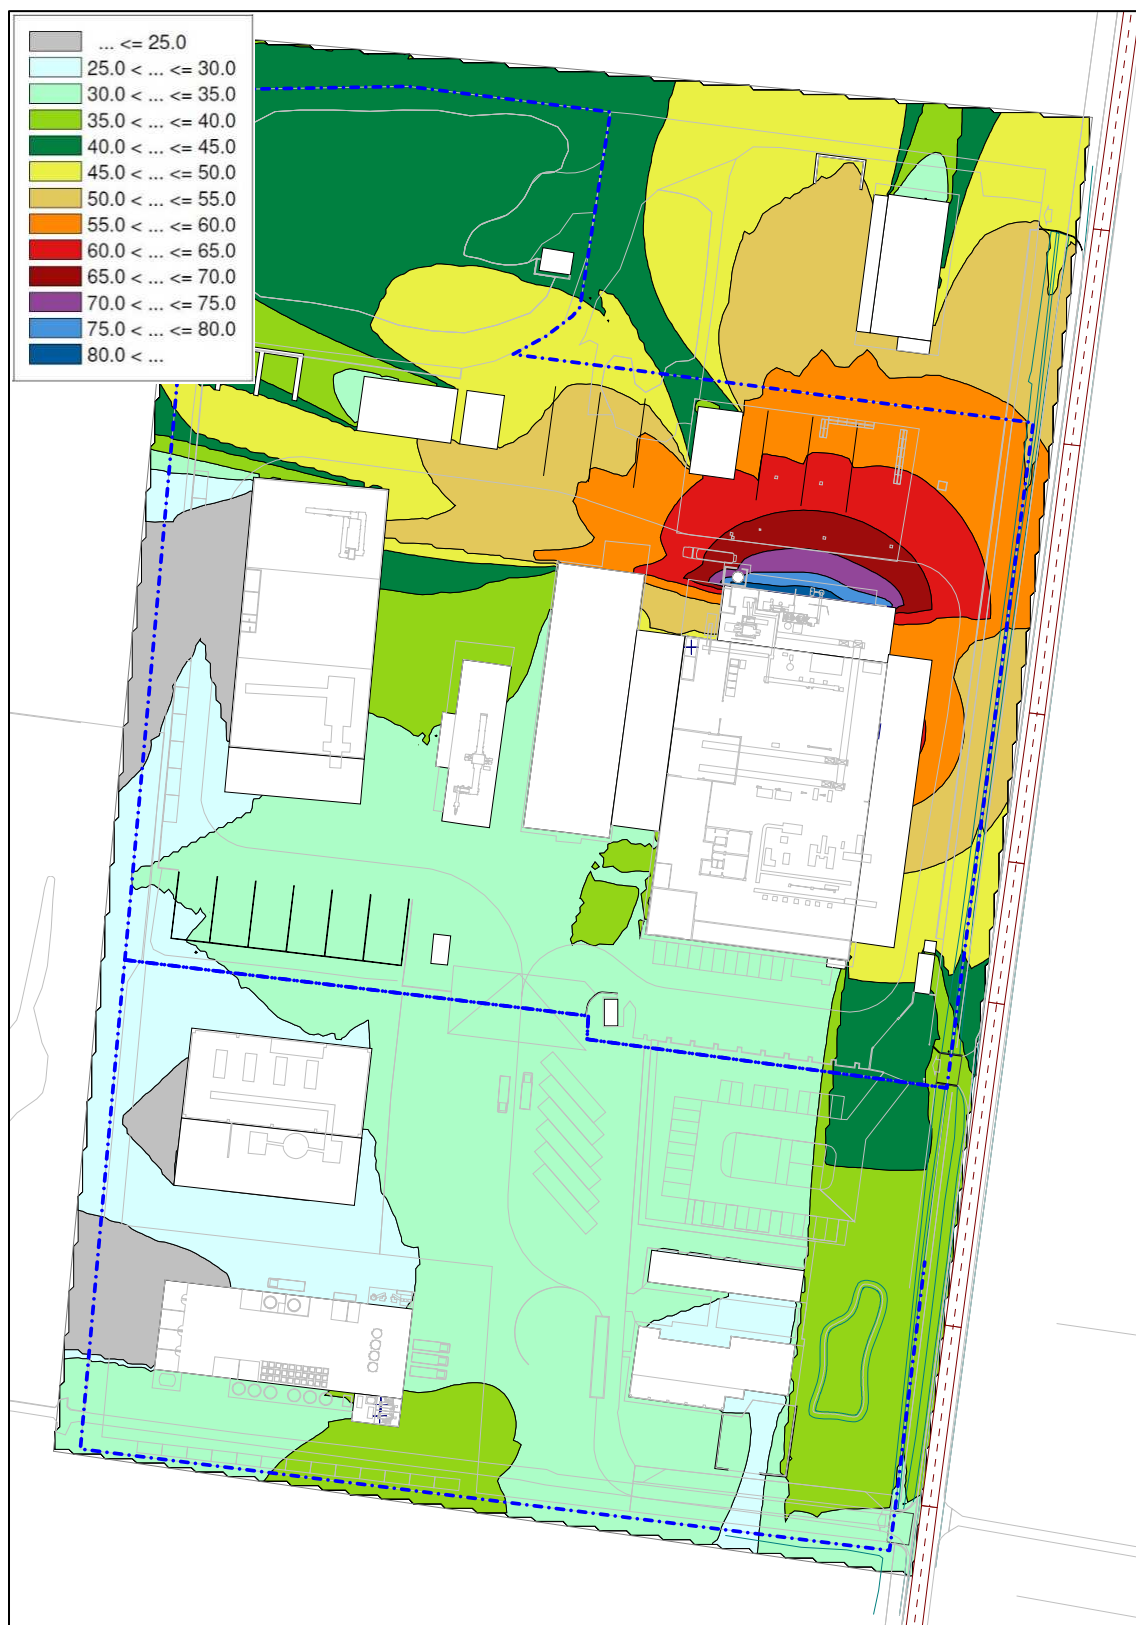 ... <= 25.0
25.0 < ... <= 30.0
30.0 < ... <= 35.0
35.0 < ... <= 40.0
40.0 < ... <= 45.0
45.0 < ... <= 50.0
50.0 < ... <= 55.0
55.0 < ... <= 60.0
60.0 < ... <= 65.0
65.0 < ... <= 70.0
70.0 < ... <= 75.0
75.0 < ... <= 80.0
80.0 < ...